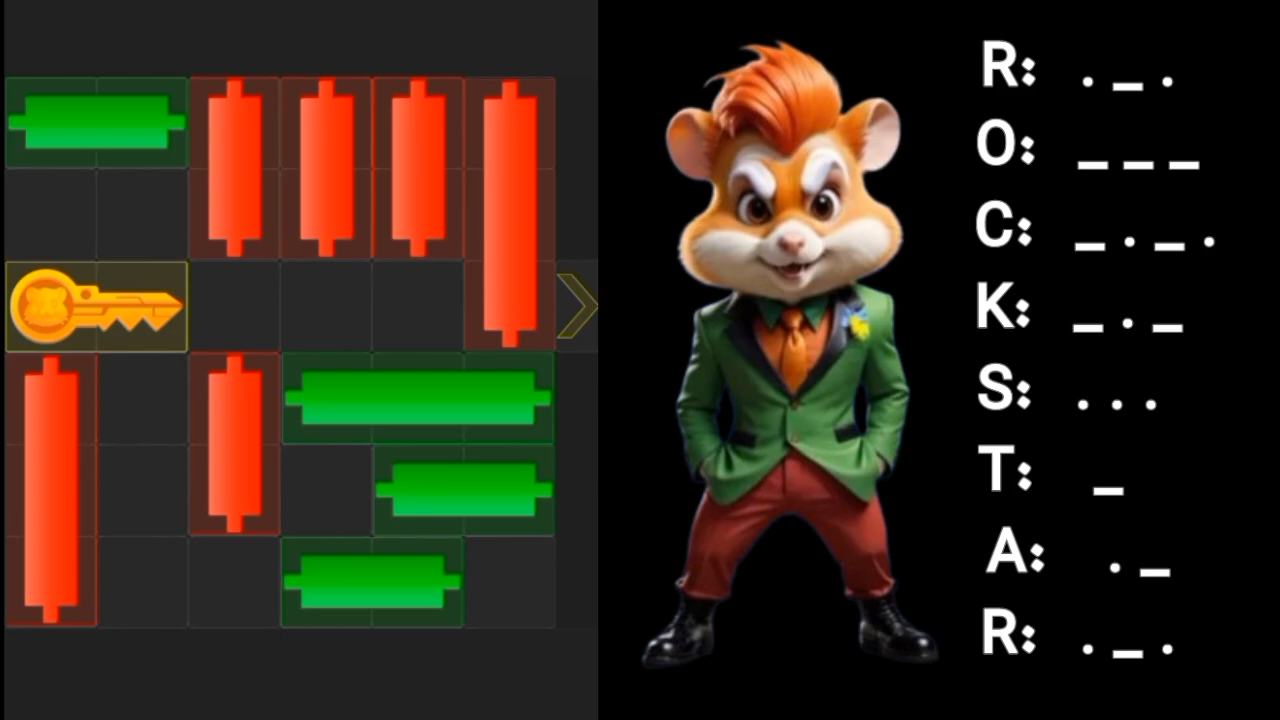 R: . _ .
O: _ _ _
C: _ . _ .
K: _ . _
S: . . .
T: _
A: . _
R: . _ .